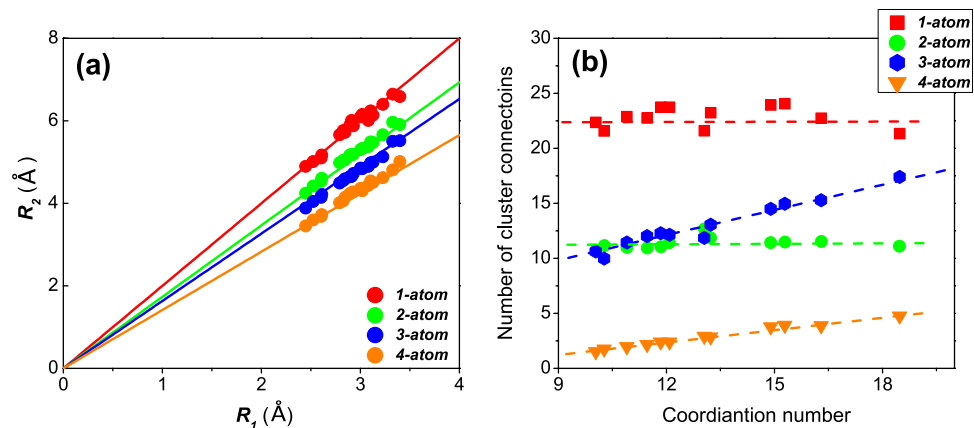 (a)
8
6
4
2
0
0
1
2
3
4
R2 (Å)
R1 (Å)
1-atom
2-atom
3-atom
4-atom
(b)
1-atom
2-atom
3-atom
4-atom
30
25
20
15
10
5
0
9
12
15
18
Number of cluster connectoins
Coordiantion number